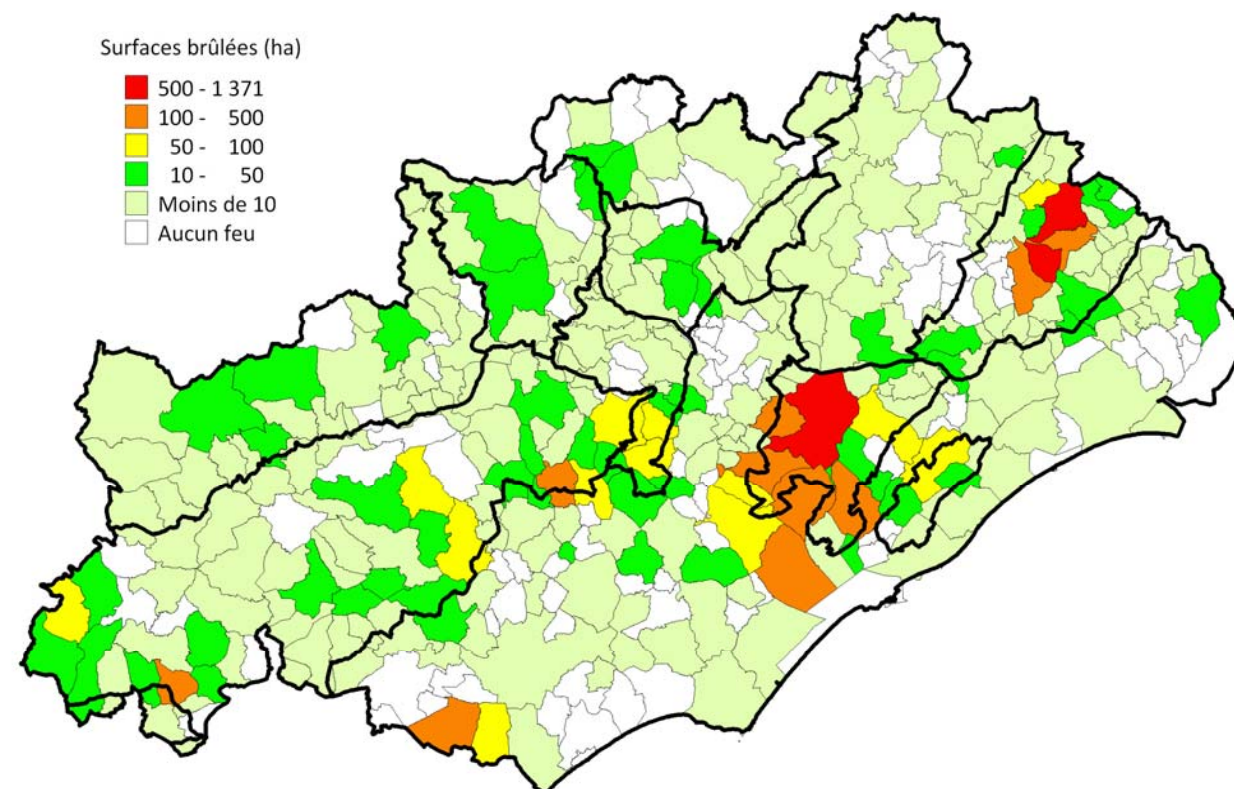 Surfaces brûlées (ha)
500 - 1 371
100 - 500
50 - 100
10 - 50
Moins de 10
Aucun feu